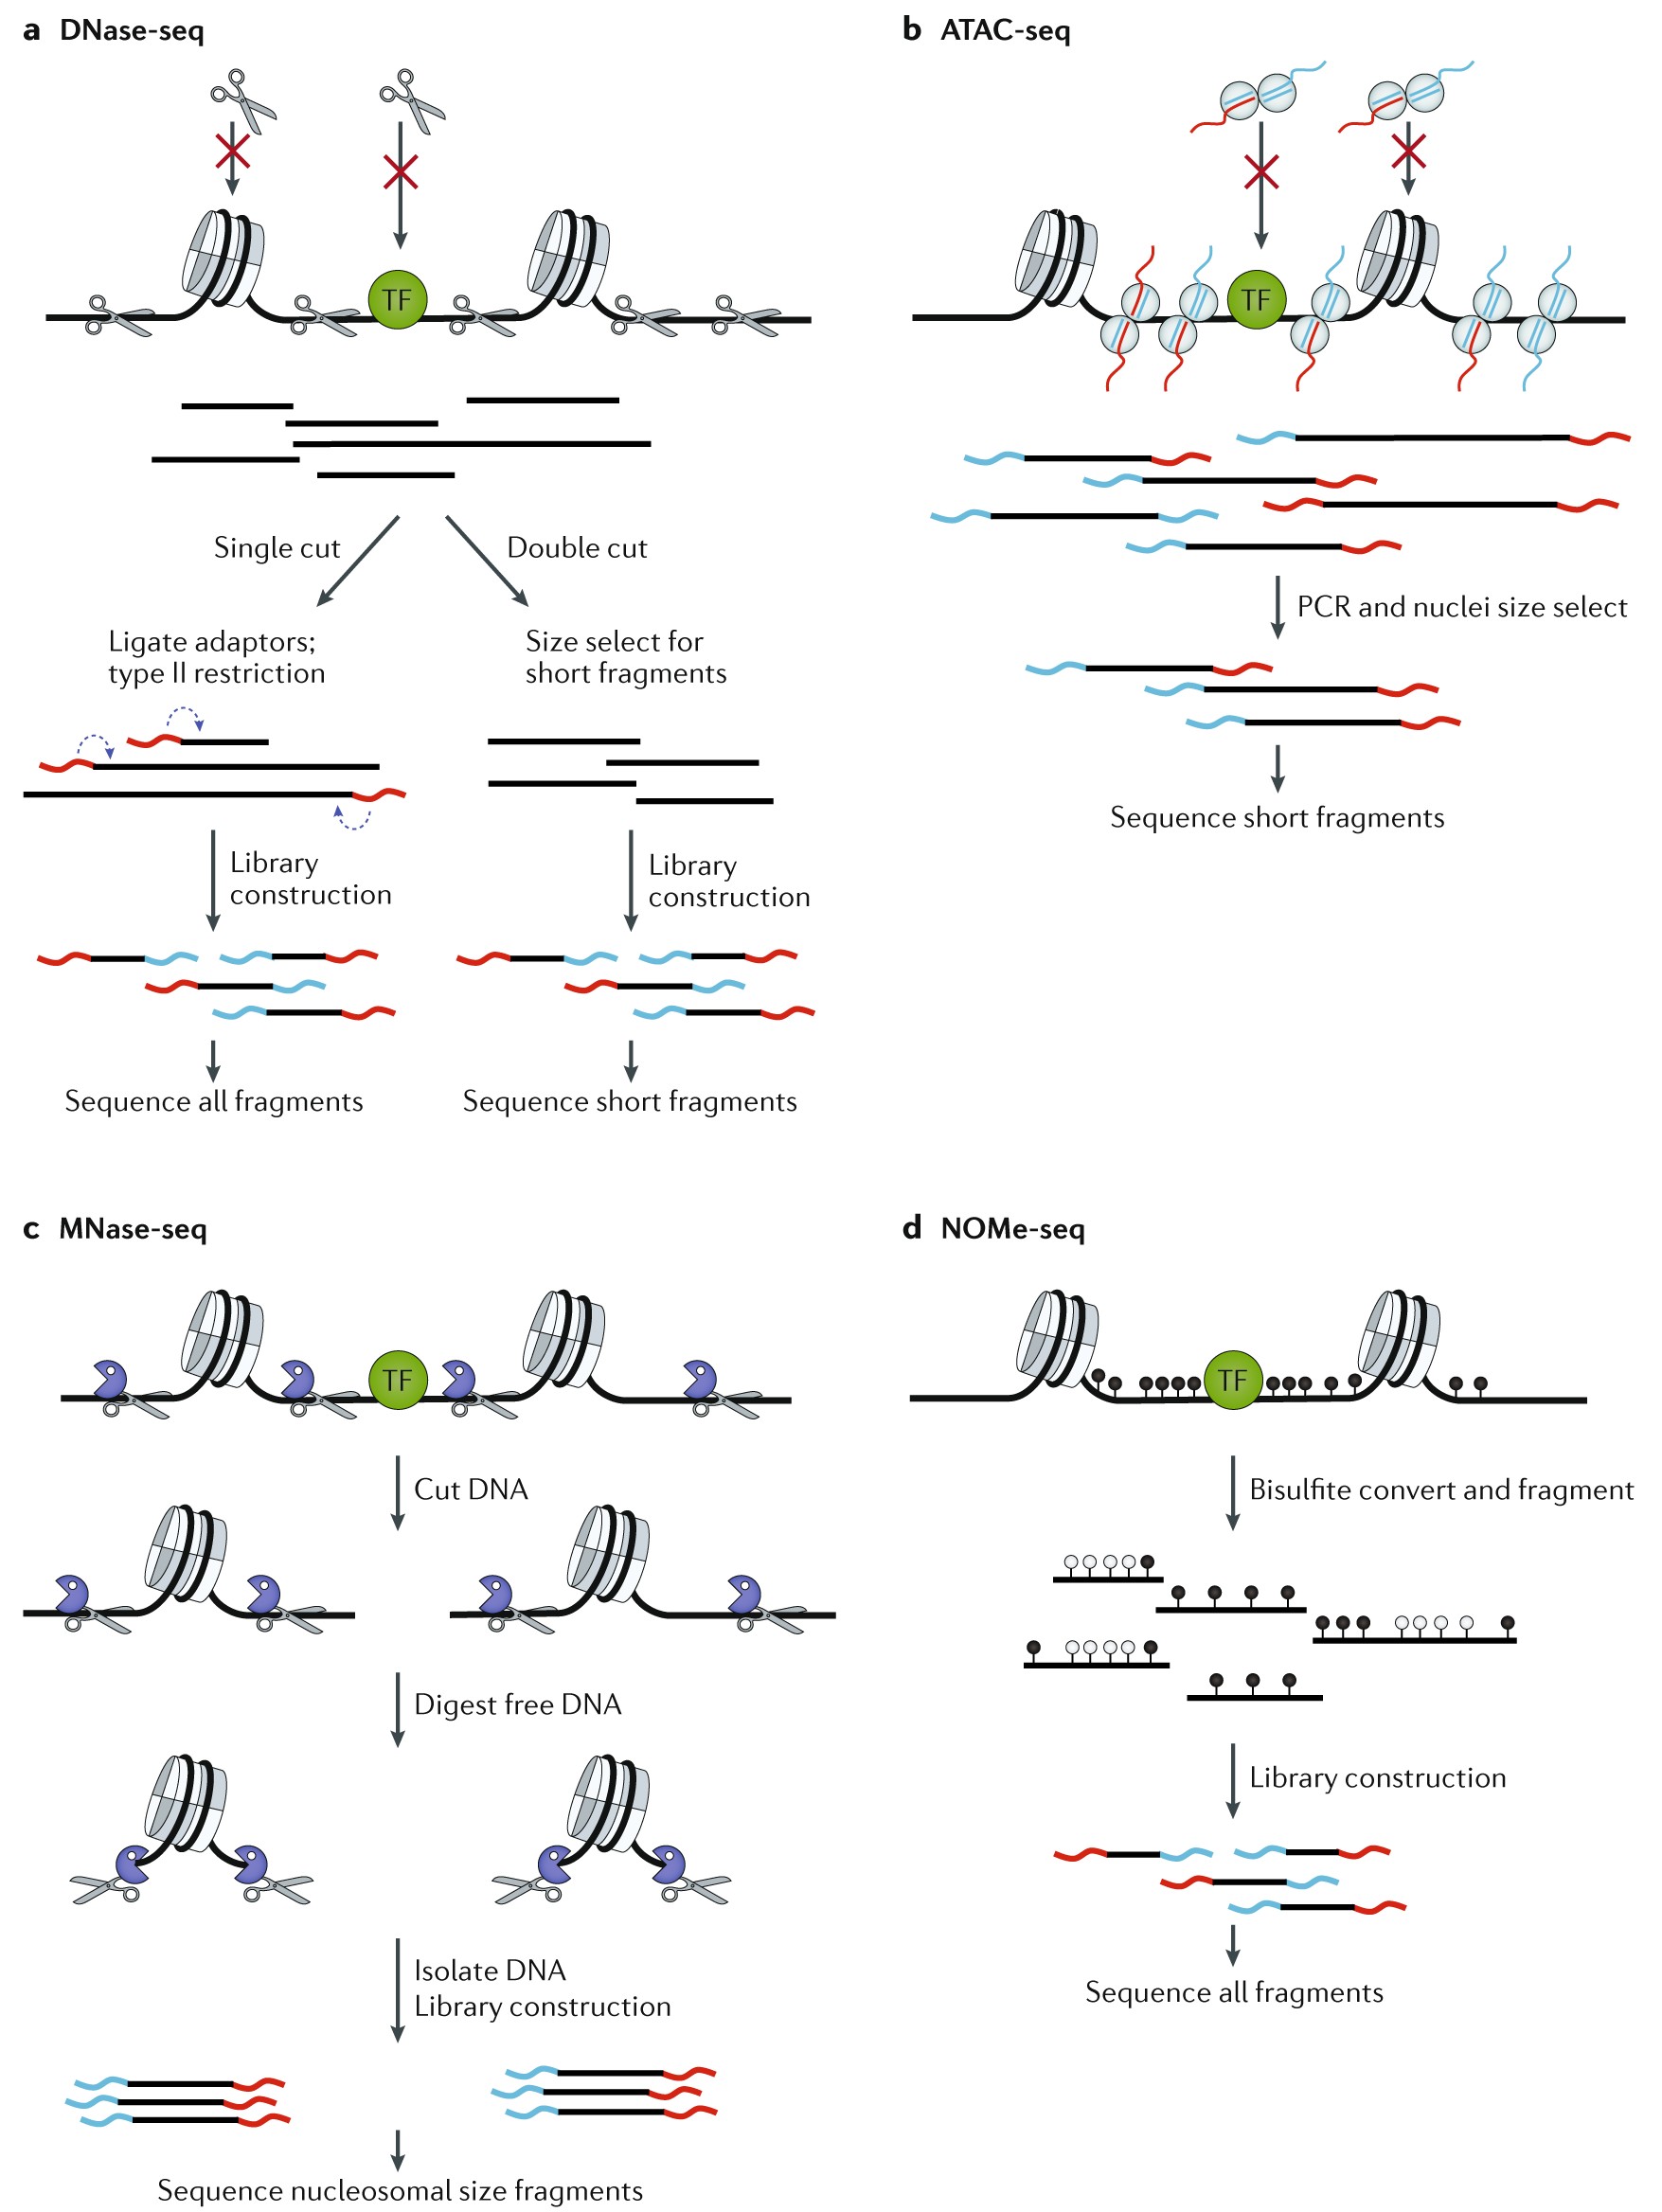 a DNase-seq
TF
Single cut
Double cut
Ligate adaptors;
type II restriction
Size select for
short fragments
Library
construction
Library
construction
Sequence all fragments
Sequence short fragments
b ATAC-seq
TF
PCR and nuclei size select
Sequence short fragments
c MNase-seq
TF
Cut DNA
Digest free DNA
Isolate DNA
Library construction
Sequence nucleosomal size fragments
d NOMe-seq
TF
Bisulfite convert and fragment
Library construction
Sequence all fragments